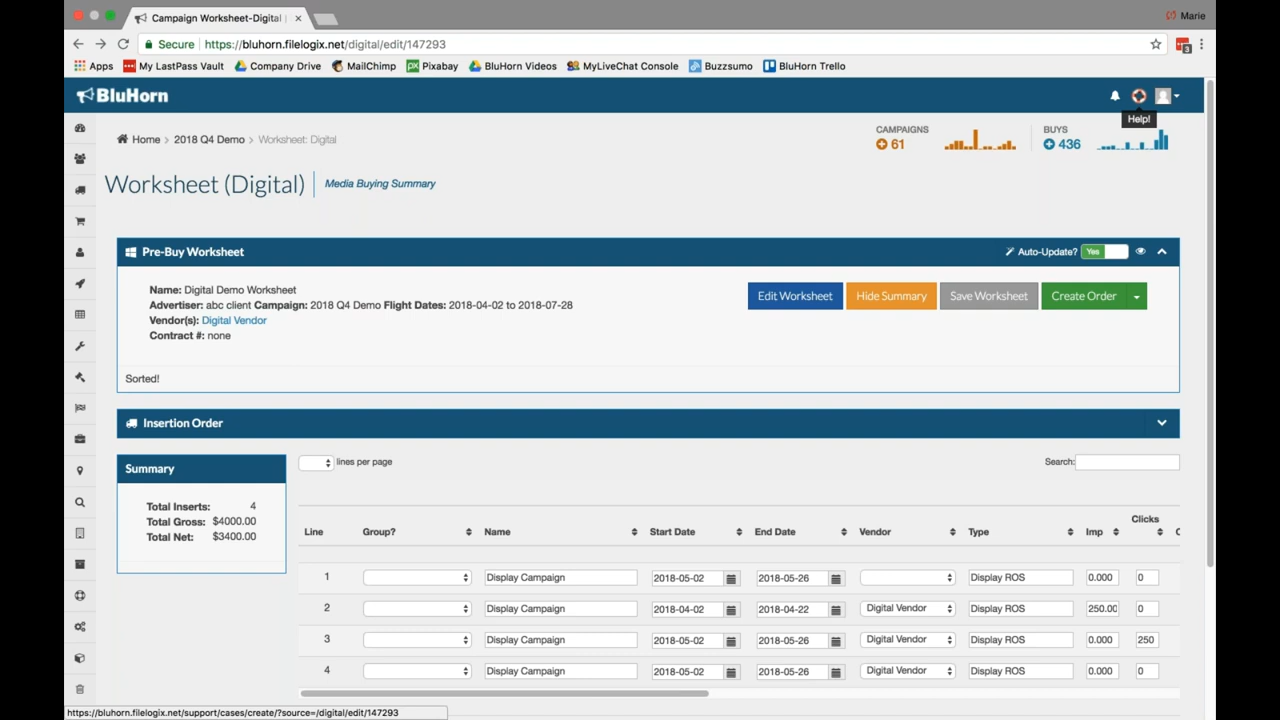 Campaign Worksheet-Digital
Marie
Secure
https://bluhorn.filelogix.net/digital/edit/147293
3
Apps
My LastPass Vault
Company Drive
MailChimp
PX Pixabay
BluHorn Videos
MyLiveChat Console
Buzzsumo
BluHorn Trello
BluHorn
Help!
Home > 2018 Q4 Demo > Worksheet: Digital
CAMPAIGNS
61
BUYS
436
Worksheet (Digital)
Media Buying Summary
Pre-Buy Worksheet
Auto-Update? Yes
Name: Digital Demo Worksheet
Advertiser: abc client Campaign: 2018 Q4 Demo Flight Dates: 2018-04-02 to 2018-07-28
Vendor(s): Digital Vendor
Contract #: none
Edit Worksheet
Hide Summary
Save Worksheet
Create Order
Sorted!
Insertion Order
Summary
Total Inserts: 4
Total Gross: $4000.00
Total Net: $3400.00
lines per page
Search:
Line Group? Name Start Date End Date Vendor Type Imp Clicks C
1 Display Campaign 2018-05-02 2018-05-26 Display ROS 0.000 0
2 Display Campaign 2018-04-02 2018-04-22 Digital Vendor Display ROS 250.00 0
3 Display Campaign 2018-05-02 2018-05-26 Digital Vendor Display ROS 0.000 250
4 Display Campaign 2018-05-02 2018-05-26 Digital Vendor Display ROS 0.000 0
https://bluhorn.filelogix.net/support/cases/create/?source=/digital/edit/147293